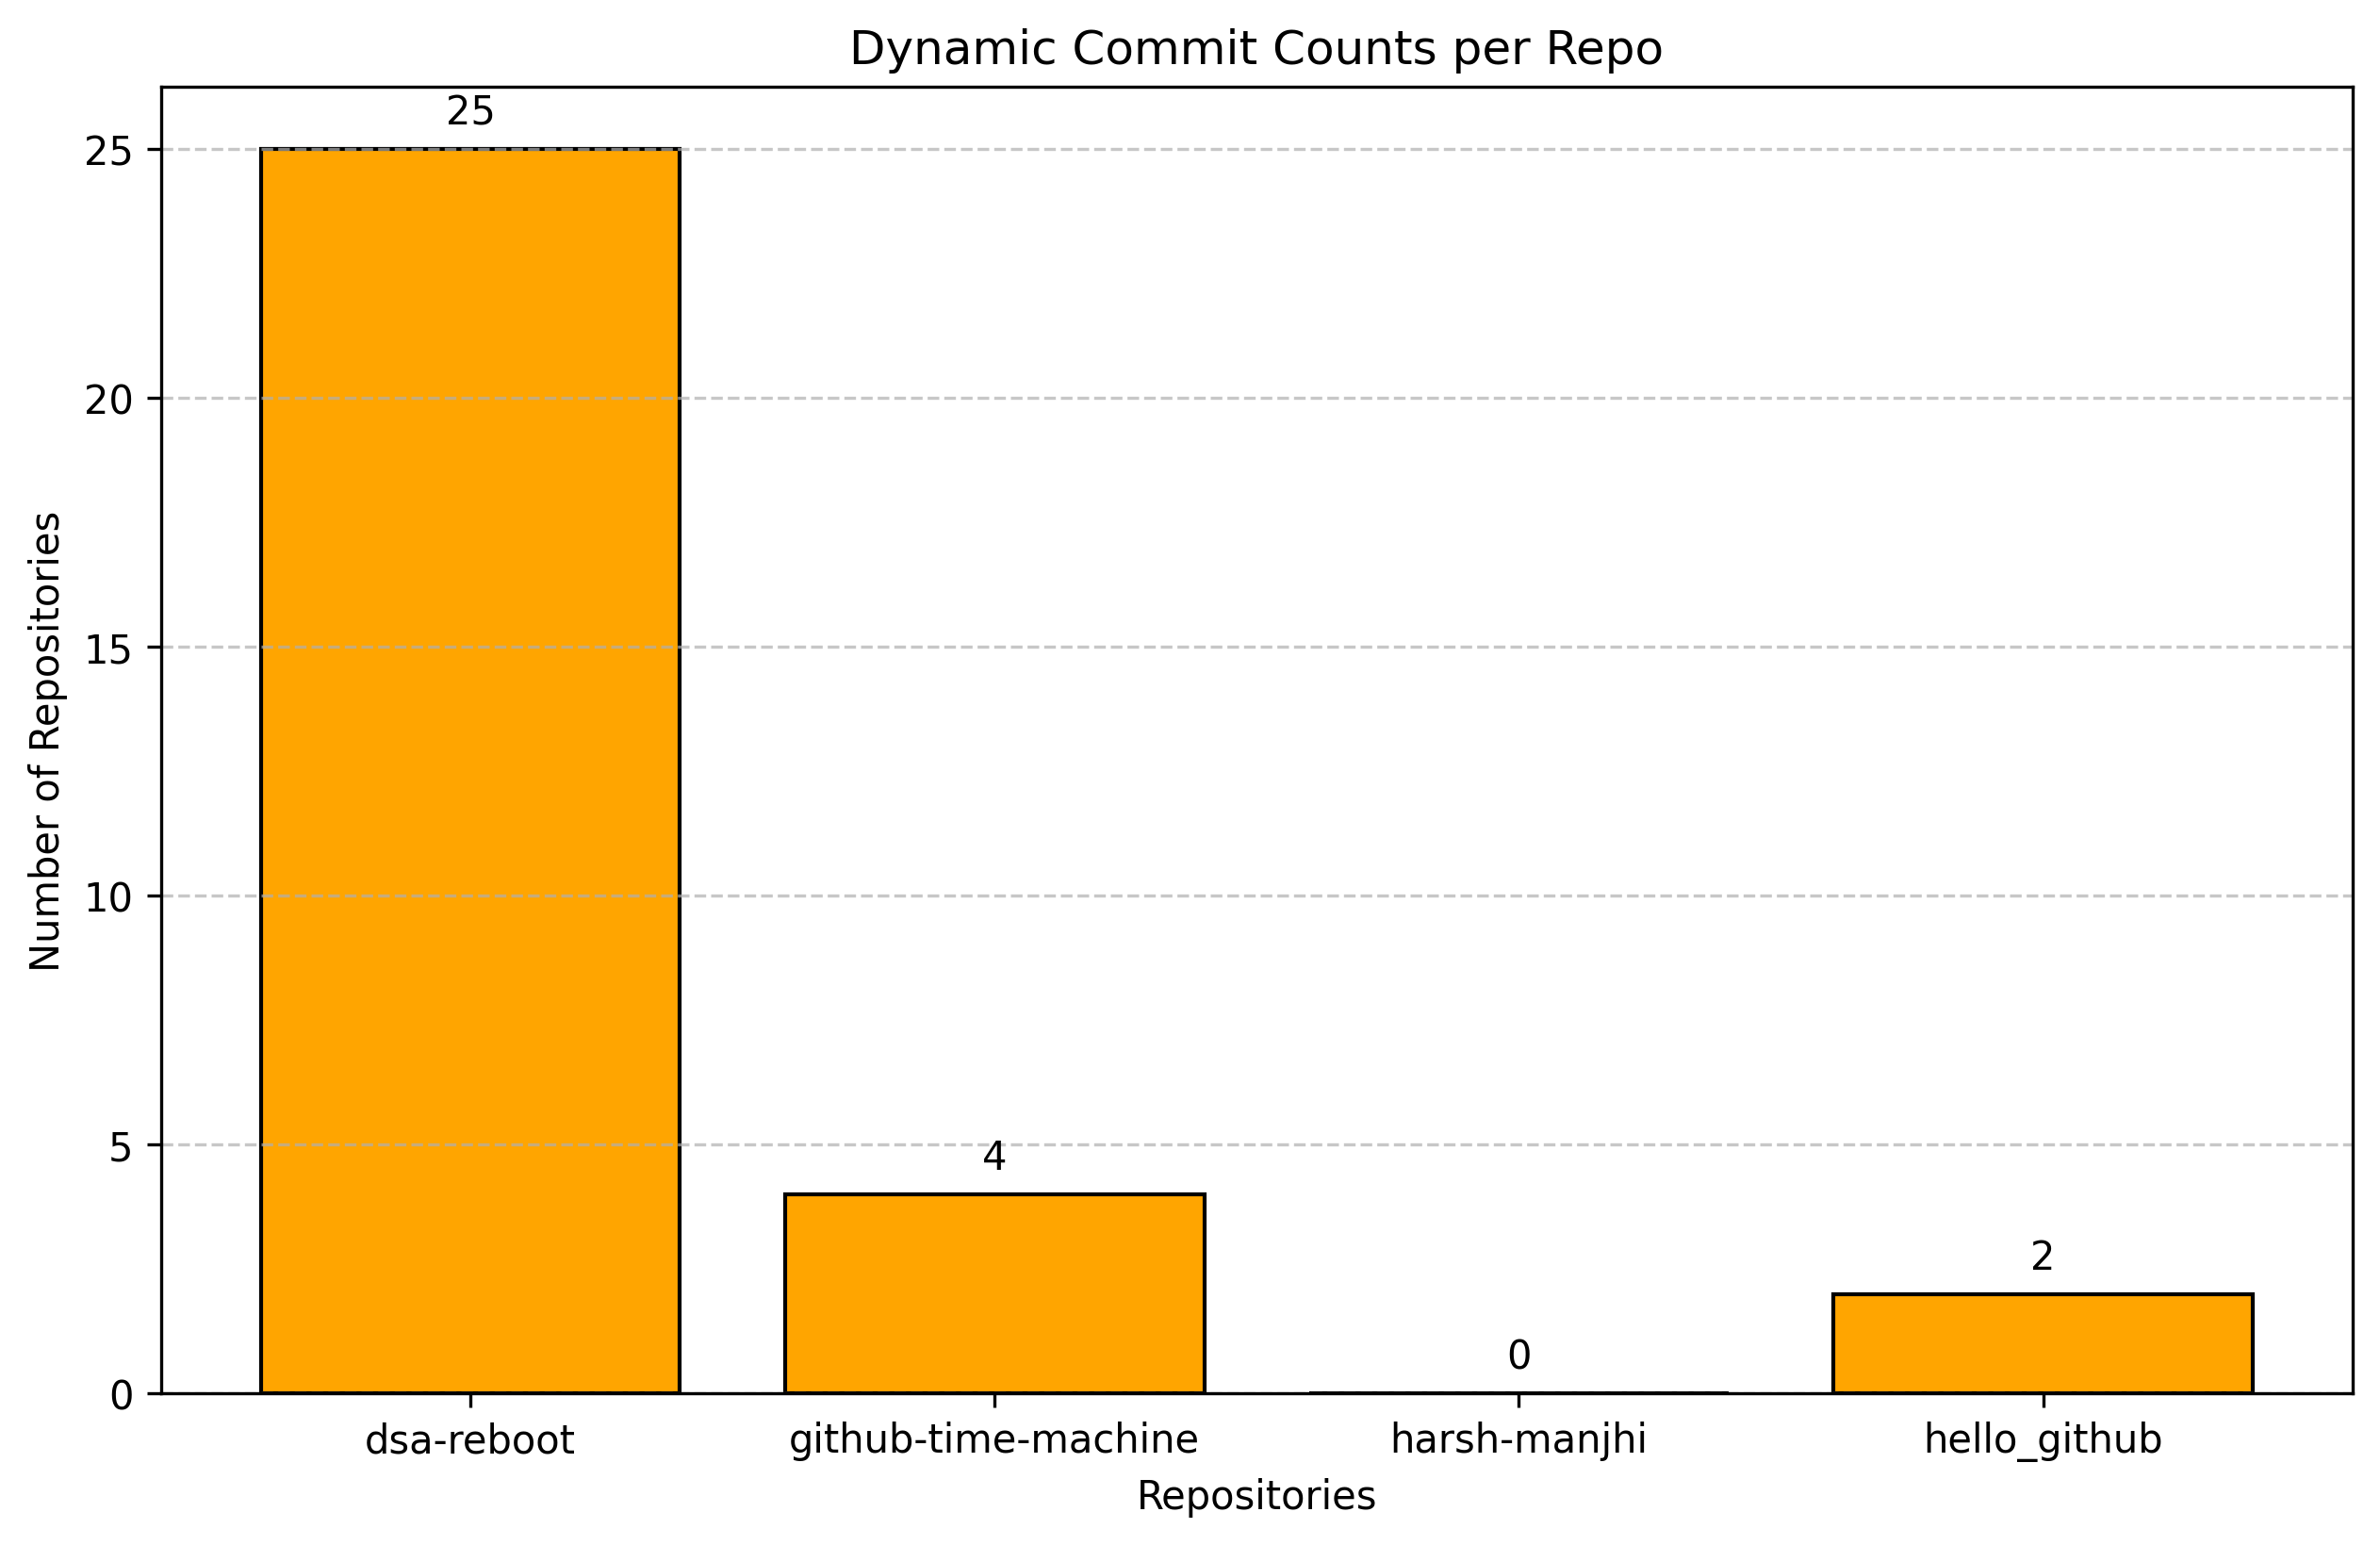 Dynamic Commit Counts per Repo
25
25
20
15
10
5
4
2
0
0
Number of Repositories
dsa-reboot
github-time-machine
harsh-manjhi
hello_github
Repositories